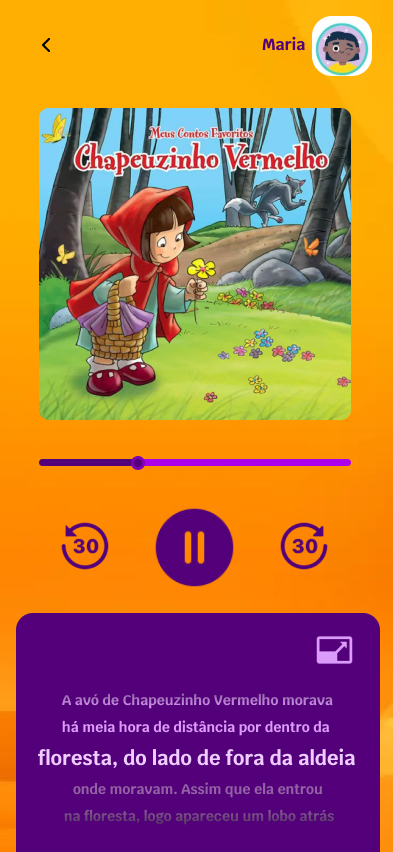 Maria
Meus Contos Favoritos
Chapeuzinho Vermelho
30
30
A avó de Chapeuzinho Vermelho morava
há meia hora de distância por dentro da
floresta, do lado de fora da aldeia
onde moravam. Assim que ela entrou
na floresta, logo apareceu um lobo atrás